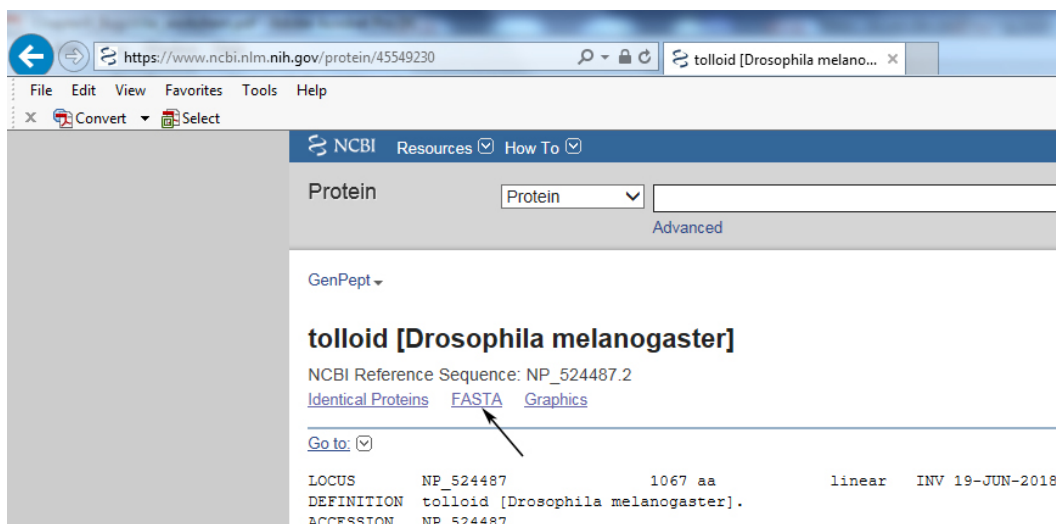 https://www.ncbi.nlm.nih.gov/protein/45549230
tolloid [Drosophila melano...
File Edit View Favorites Tools Help
x Convert Select
NCBI Resources How To
Protein Protein
Advanced
GenPept
tolloid [Drosophila melanogaster]
NCBI Reference Sequence: NP_524487.2
Identical Proteins FASTA Graphics
Go to:
LOCUS NP_524487 1067 aa linear INV 19-JUN-2018
DEFINITION tolloid [Drosophila melanogaster].
ACCESSION NP_524487